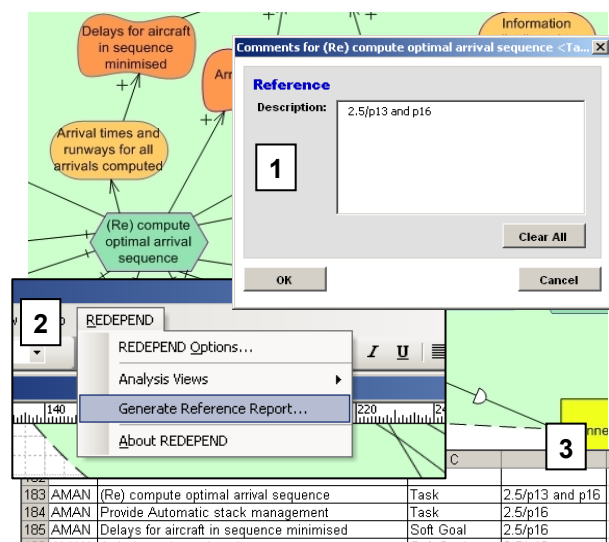 Delays for aircraft
in sequence
minimised
Information
Comments for (Re) compute optimal arrival sequence <Ta...
Reference
Description:
2.5/p13 and p16
1
Clear All
OK
Cancel
Arrival times and
runways for all
arrivals computed
(Re) compute
optimal arrival
sequence
2
REDEPEND
REDEPEND Options...
Analysis Views
Generate Reference Report...
About REDEPEND
I U
140
220
3
C
183 AMAN (Re) compute optimal arrival sequence Task 2.5/p13 and p16
184 AMAN Provide Automatic stack management Task 2.5/p16
185 AMAN Delays for aircraft in sequence minimised Soft Goal 2.5/p16